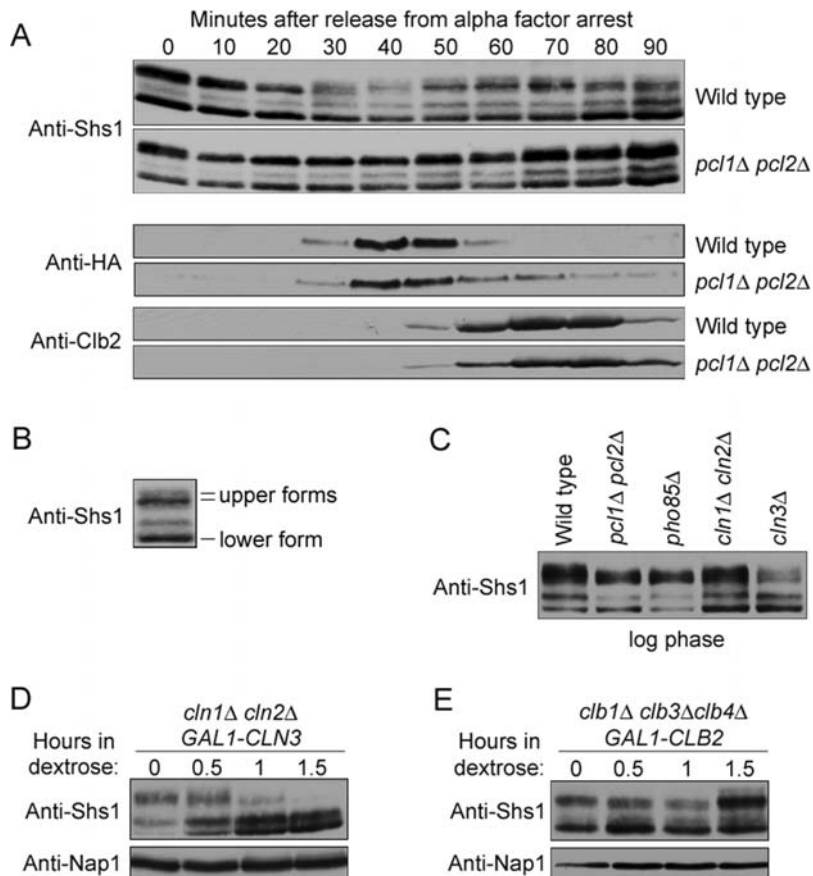 Minutes after release from alpha factor arrest
A
0 10 20 30 40 50 60 70 80 90
Anti-Shs1
Wild type
pcl1Δ pcl2Δ
Anti-HA
Wild type
pcl1Δ pcl2Δ
Anti-Clb2
Wild type
pcl1Δ pcl2Δ
B
Anti-Shs1
upper forms
lower form
C
Wild type
pcl1Δ pcl2Δ
pho85Δ
cln1Δ cln2Δ
cln3Δ
Anti-Shs1
log phase
D
cln1Δ cln2Δ
GAL1-CLN3
Hours in
dextrose: 0 0.5 1 1.5
Anti-Shs1
Anti-Nap1
E
clb1Δ clb3Δclb4Δ
GAL1-CLB2
Hours in
dextrose: 0 0.5 1 1.5
Anti-Shs1
Anti-Nap1